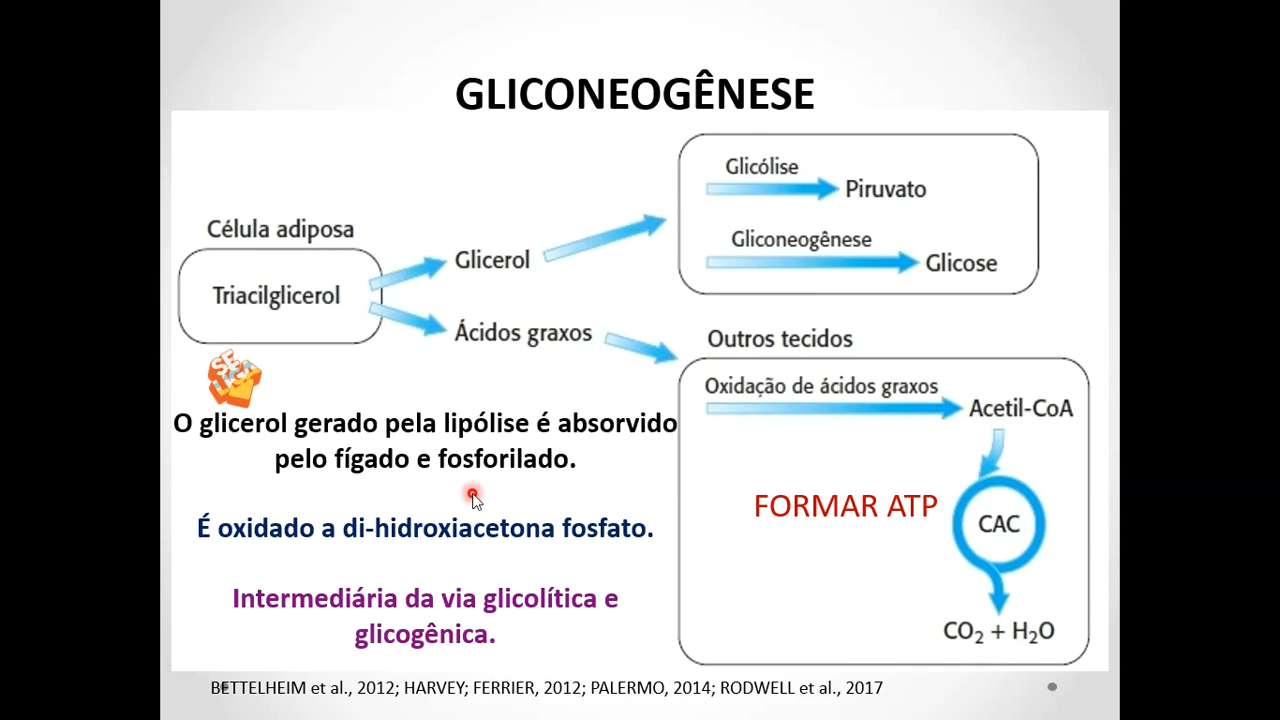 GLICONEOGÊNESE
Célula adiposa
Triacilglicerol
Glicerol
Ácidos graxos
Glicólise
Piruvato
Gliconeogênese
Glicose
Outros tecidos
Oxidação de ácidos graxos
Acetil-CoA
FORMAR ATP
CAC
CO₂ + H₂O
SE
LIGA
O glicerol gerado pela lipólise é absorvido
pelo fígado e fosforilado.
É oxidado a di-hidroxiacetona fosfato.
Intermediária da via glicolítica e
glicogênica.
BETTELHEIM et al., 2012; HARVEY; FERRIER, 2012; PALERMO, 2014; RODWELL et al., 2017